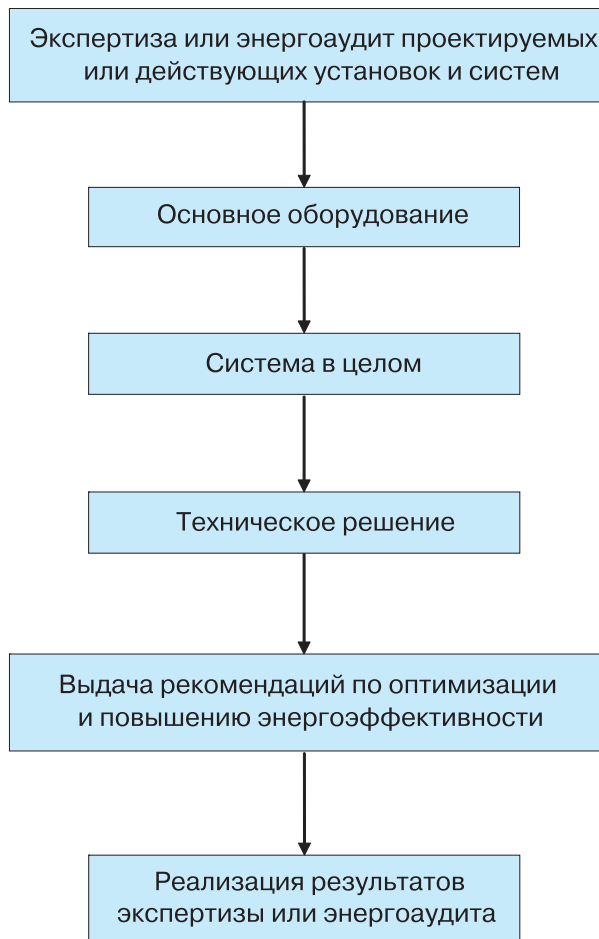 Экспертиза или энергоаудит проектируемых
или действующих установок и систем
Основное оборудование
Система в целом
Техническое решение
Выдача рекомендаций по оптимизации
и повышению энергоэффективности
Реализация результатов
экспертизы или энергоаудита